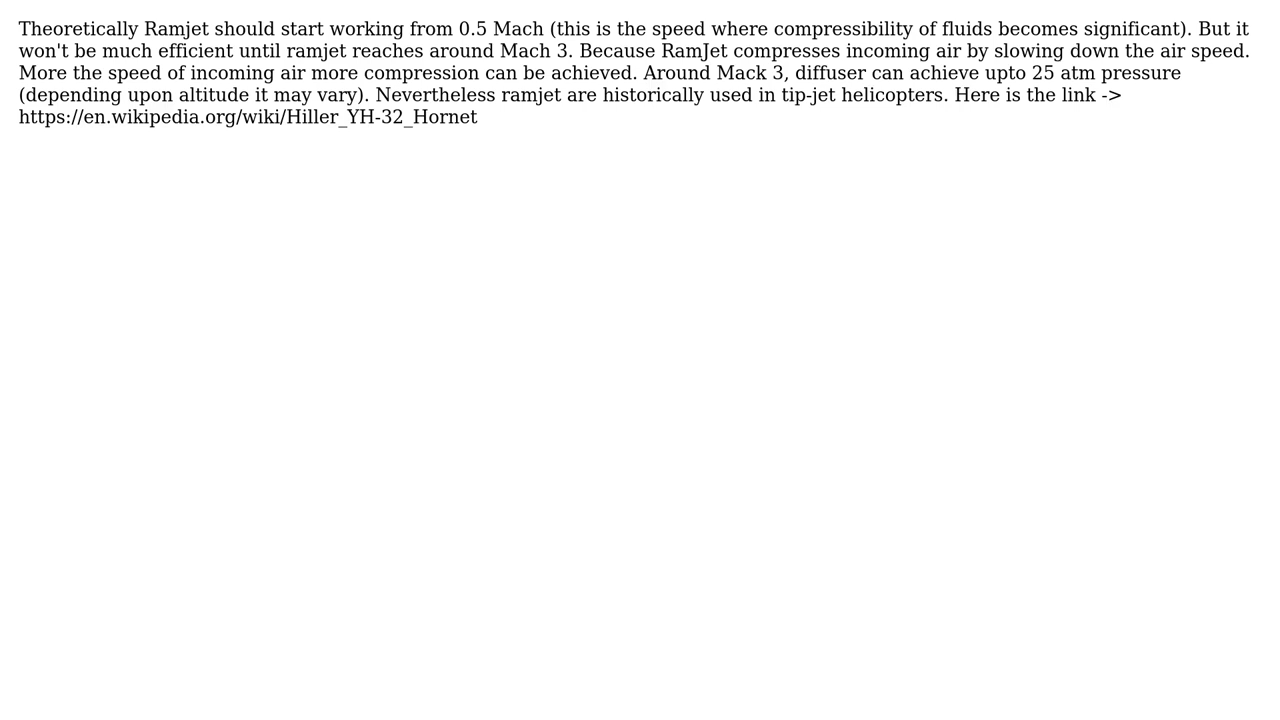 Theoretically Ramjet should start working from 0.5 Mach (this is the speed where compressibility of fluids becomes significant). But it
won't be much efficient until ramjet reaches around Mach 3. Because RamJet compresses incoming air by slowing down the air speed.
More the speed of incoming air more compression can be achieved. Around Mack 3, diffuser can achieve upto 25 atm pressure
(depending upon altitude it may vary). Nevertheless ramjet are historically used in tip-jet helicopters. Here is the link ->
https://en.wikipedia.org/wiki/Hiller_YH-32_Hornet